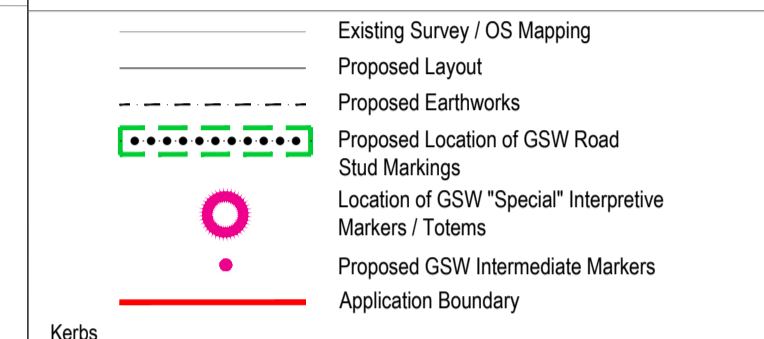 Existing Survey / OS Mapping
Proposed Layout
Proposed Earthworks
Proposed Location of GSW Road
Stud Markings
Location of GSW "Special" Interpretive
Markers / Totems
Proposed GSW Intermediate Markers
Application Boundary
Kerbs